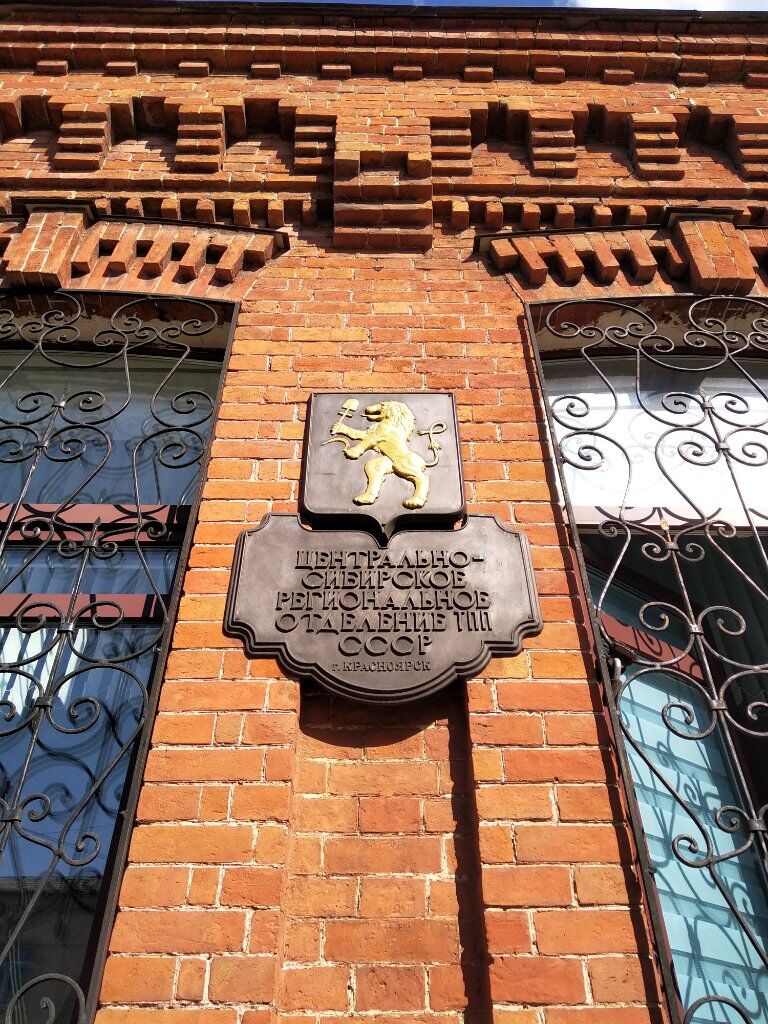 ЦЕНТРАЛЬНО-
СИБИРСКОЕ
РЕГИОНАЛЬНОЕ
ОТДЕЛЕНИЕ ТПП
СССР
г. КРАСНОЯРСК